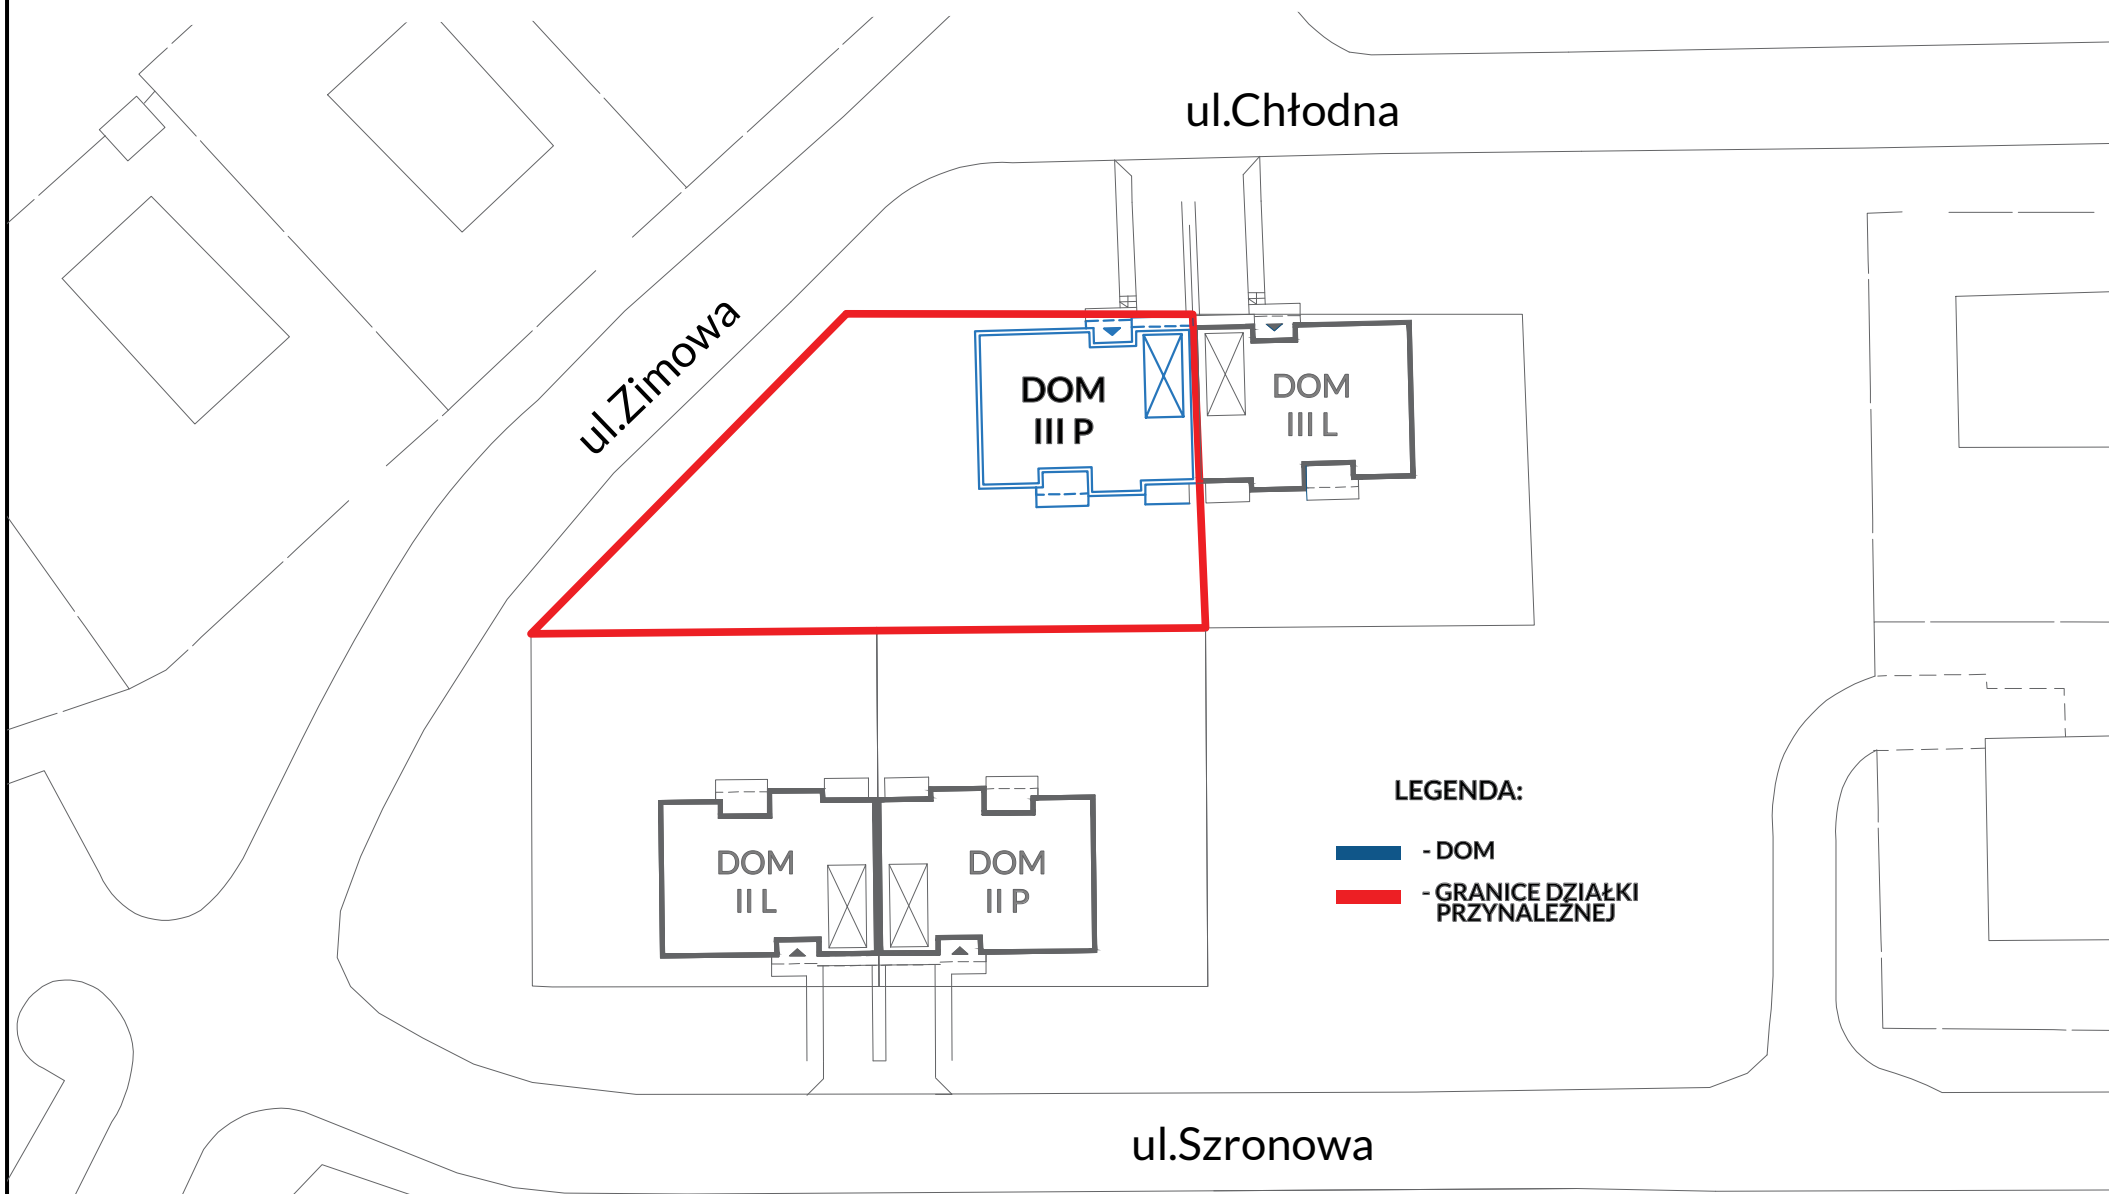 ul.Chłodna
ul.Zimowa
DOM
III P
DOM
III L
LEGENDA:
- DOM
- GRANICE DZIAŁKI
PRZYNALEŻNEJ
DOM
II L
DOM
II P
ul.Szronowa